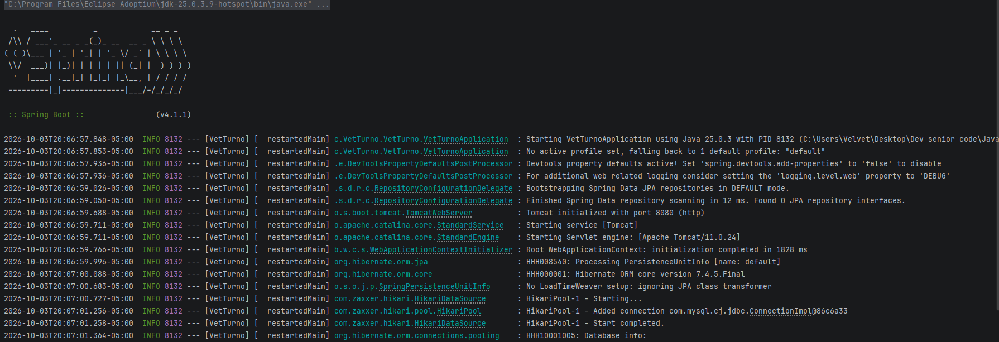 "C:\Program Files\Eclipse Adoptium\jdk-25.0.3.9-hotspot\bin\java.exe" ...

  .   ____          _            __ _ _
 /\\ / ___'_ __ _ _(_)_ __  __ _ \ \ \ \
( ( )\___ | '_ | '_| | '_ \/ _` | \ \ \ \
 \\/  ___)| |_)| | | | | || (_| |  ) ) ) )
  '  |____| .__|_| |_|_| |_\__, | / / / /
 =========|_|==============|___/=/_/_/_/

 :: Spring Boot ::                (v4.1.1)

2026-10-03T20:06:57.848-05:00  INFO 8132 --- [VetTurno] [  restartedMain] c.VetTurno.VetTurno.VetTurnoApplication  : Starting VetTurnoApplication using Java 25.0.3 with PID 8132 (C:\Users\Velvet\Desktop\Dev senior code\Java
2026-10-03T20:06:57.853-05:00  INFO 8132 --- [VetTurno] [  restartedMain] c.VetTurno.VetTurno.VetTurnoApplication  : No active profile set, falling back to 1 default profile: "default"
2026-10-03T20:06:57.936-05:00  INFO 8132 --- [VetTurno] [  restartedMain] .e.DevToolsPropertyDefaultsPostProcessor : Devtools property defaults active! Set 'spring.devtools.add-properties' to 'false' to disable
2026-10-03T20:06:57.936-05:00  INFO 8132 --- [VetTurno] [  restartedMain] .e.DevToolsPropertyDefaultsPostProcessor : For additional web related logging consider setting the 'logging.level.web' property to 'DEBUG'
2026-10-03T20:06:59.026-05:00  INFO 8132 --- [VetTurno] [  restartedMain] .s.d.r.c.RepositoryConfigurationDelegate : Bootstrapping Spring Data JPA repositories in DEFAULT mode.
2026-10-03T20:06:59.050-05:00  INFO 8132 --- [VetTurno] [  restartedMain] .s.d.r.c.RepositoryConfigurationDelegate : Finished Spring Data repository scanning in 12 ms. Found 0 JPA repository interfaces.
2026-10-03T20:06:59.688-05:00  INFO 8132 --- [VetTurno] [  restartedMain] o.s.boot.tomcat.TomcatWebServer          : Tomcat initialized with port 8080 (http)
2026-10-03T20:06:59.711-05:00  INFO 8132 --- [VetTurno] [  restartedMain] o.apache.catalina.core.StandardService   : Starting service [Tomcat]
2026-10-03T20:06:59.711-05:00  INFO 8132 --- [VetTurno] [  restartedMain] o.apache.catalina.core.StandardEngine    : Starting Servlet engine: [Apache Tomcat/11.0.24]
2026-10-03T20:06:59.766-05:00  INFO 8132 --- [VetTurno] [  restartedMain] b.w.c.s.WebApplicationContextInitializer : Root WebApplicationContext: initialization completed in 1828 ms
2026-10-03T20:06:59.996-05:00  INFO 8132 --- [VetTurno] [  restartedMain] org.hibernate.orm.jpa                    : HHH008540: Processing PersistenceUnitInfo [name: default]
2026-10-03T20:07:00.088-05:00  INFO 8132 --- [VetTurno] [  restartedMain] org.hibernate.orm.core                   : HHH000001: Hibernate ORM core version 7.4.5.Final
2026-10-03T20:07:00.683-05:00  INFO 8132 --- [VetTurno] [  restartedMain] o.s.o.j.p.SpringPersistenceUnitInfo      : No LoadTimeWeaver setup: ignoring JPA class transformer
2026-10-03T20:07:00.727-05:00  INFO 8132 --- [VetTurno] [  restartedMain] com.zaxxer.hikari.HikariDataSource       : HikariPool-1 - Starting...
2026-10-03T20:07:01.256-05:00  INFO 8132 --- [VetTurno] [  restartedMain] com.zaxxer.hikari.pool.HikariPool        : HikariPool-1 - Added connection com.mysql.cj.jdbc.ConnectionImpl@86c6a33
2026-10-03T20:07:01.258-05:00  INFO 8132 --- [VetTurno] [  restartedMain] com.zaxxer.hikari.HikariDataSource       : HikariPool-1 - Start completed.
2026-10-03T20:07:01.364-05:00  INFO 8132 --- [VetTurno] [  restartedMain] org.hibernate.orm.connections.pooling    : HHH10001005: Database info: